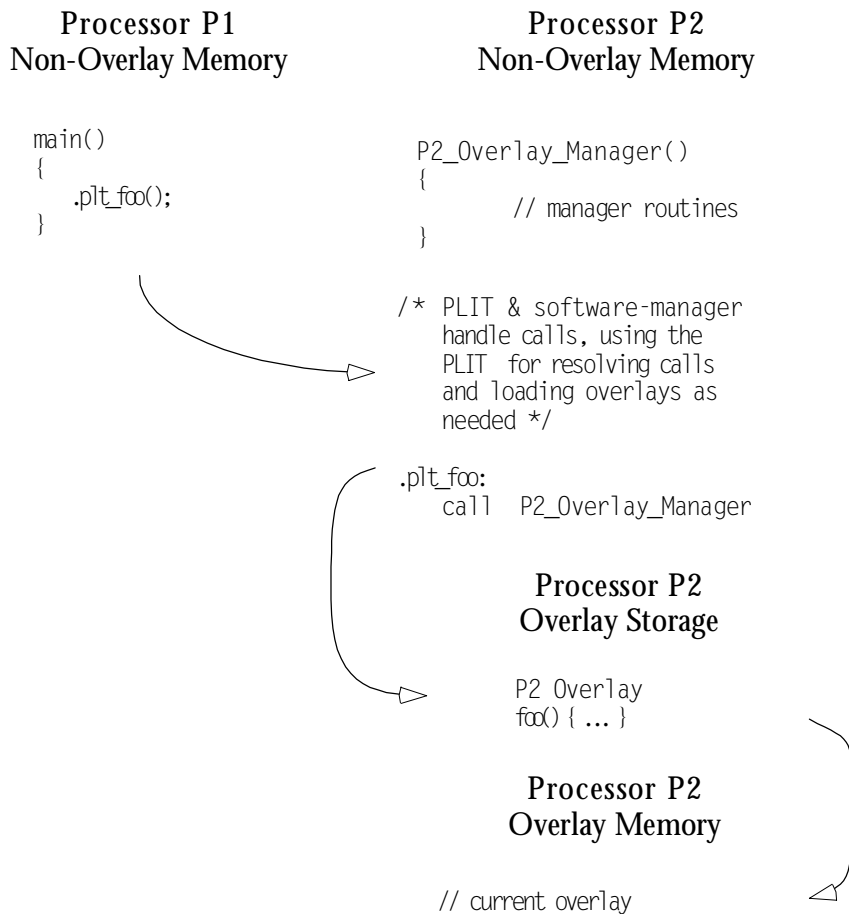 Processor P1
Non-Overlay Memory
main()
{
.plt_foo();
}
Processor P2
Non-Overlay Memory
P2_Overlay_Manager()
{
// manager routines
}
/* PLIT & software-manager
handle calls, using the
PLIT for resolving calls
and loading overlays as
needed */
.plt_foo:
call P2_Overlay_Manager
Processor P2
Overlay Storage
P2 Overlay
foo() { ... }
Processor P2
Overlay Memory
// current overlay